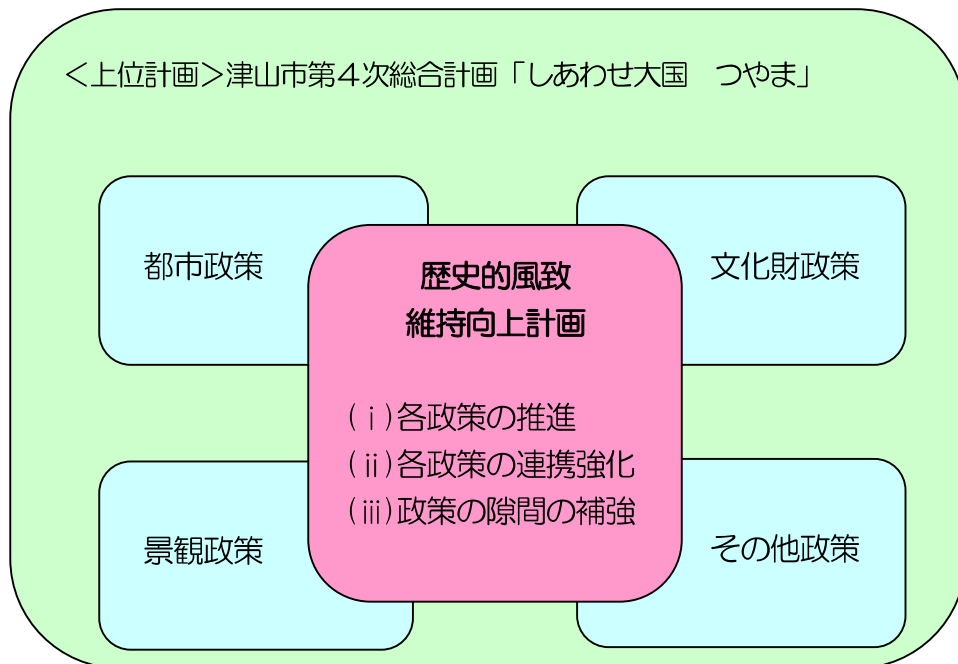 ＜上位計画＞津山市第４次総合計画「しあわせ大国　つやま」
都市政策
文化財政策
歴史的風致
維持向上計画
(ⅰ)各政策の推進
(ⅱ)各政策の連携強化
(ⅲ)政策の隙間の補強
景観政策
その他政策